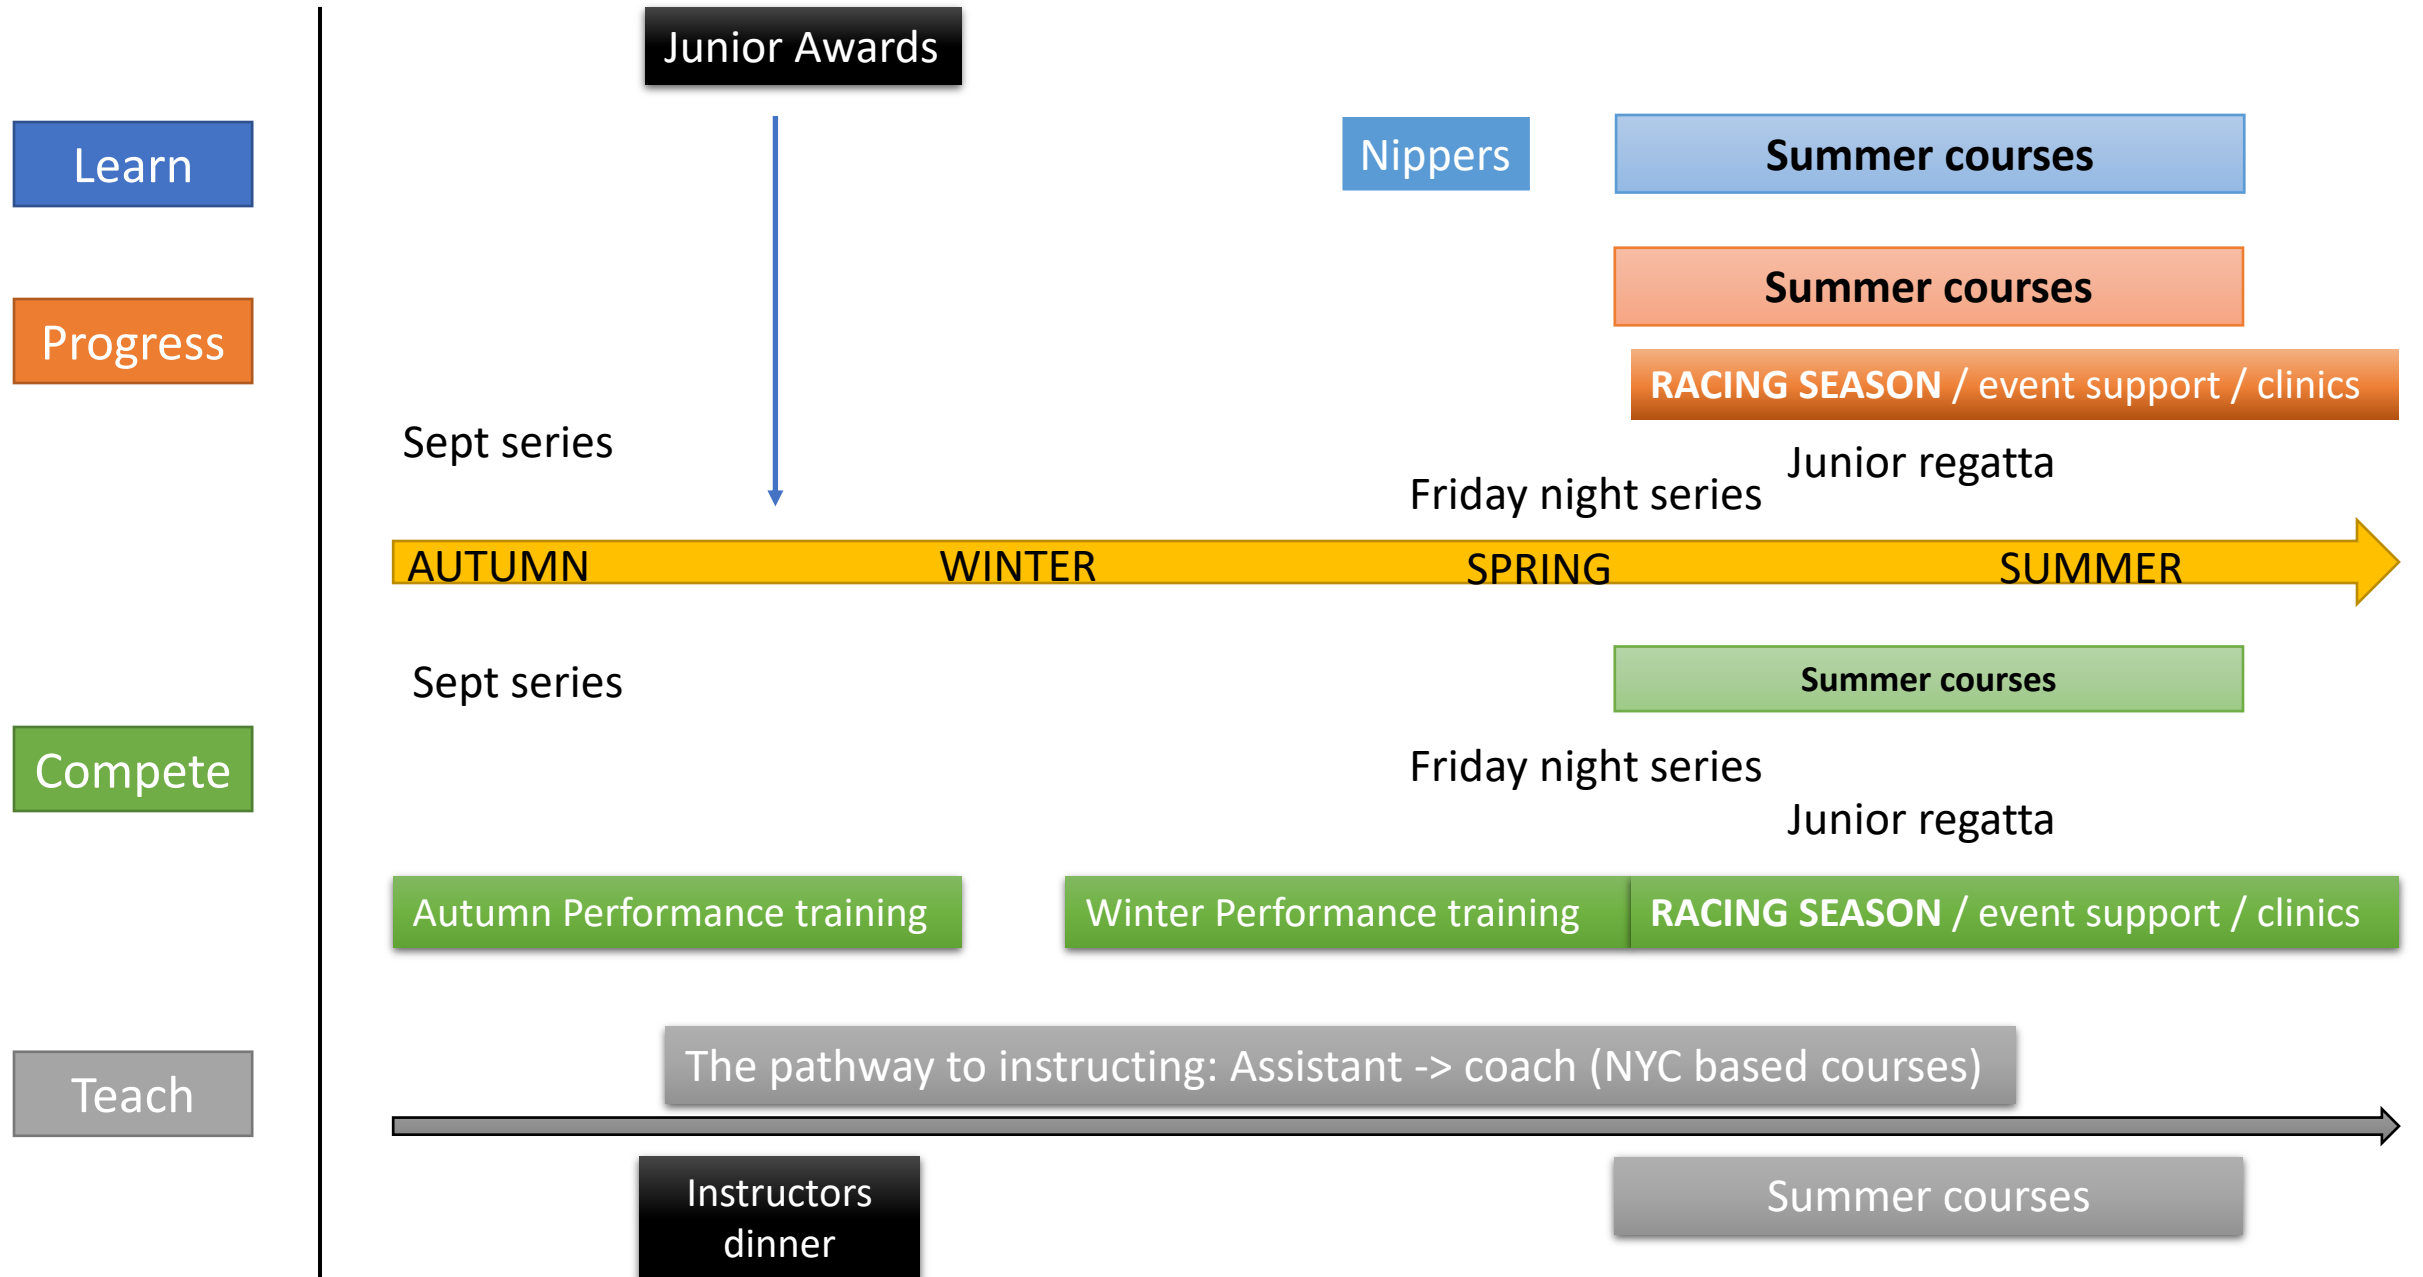 Junior Awards
Learn
Nippers
Summer courses
Progress
Summer courses
RACING SEASON / event support / clinics
Sept series
Junior regatta
Friday night series
AUTUMN
WINTER
SPRING
SUMMER
Sept series
Summer courses
Compete
Friday night series
Junior regatta
Autumn Performance training
Winter Performance training
RACING SEASON / event support / clinics
Teach
The pathway to instructing: Assistant -> coach (NYC based courses)
Instructors
dinner
Summer courses